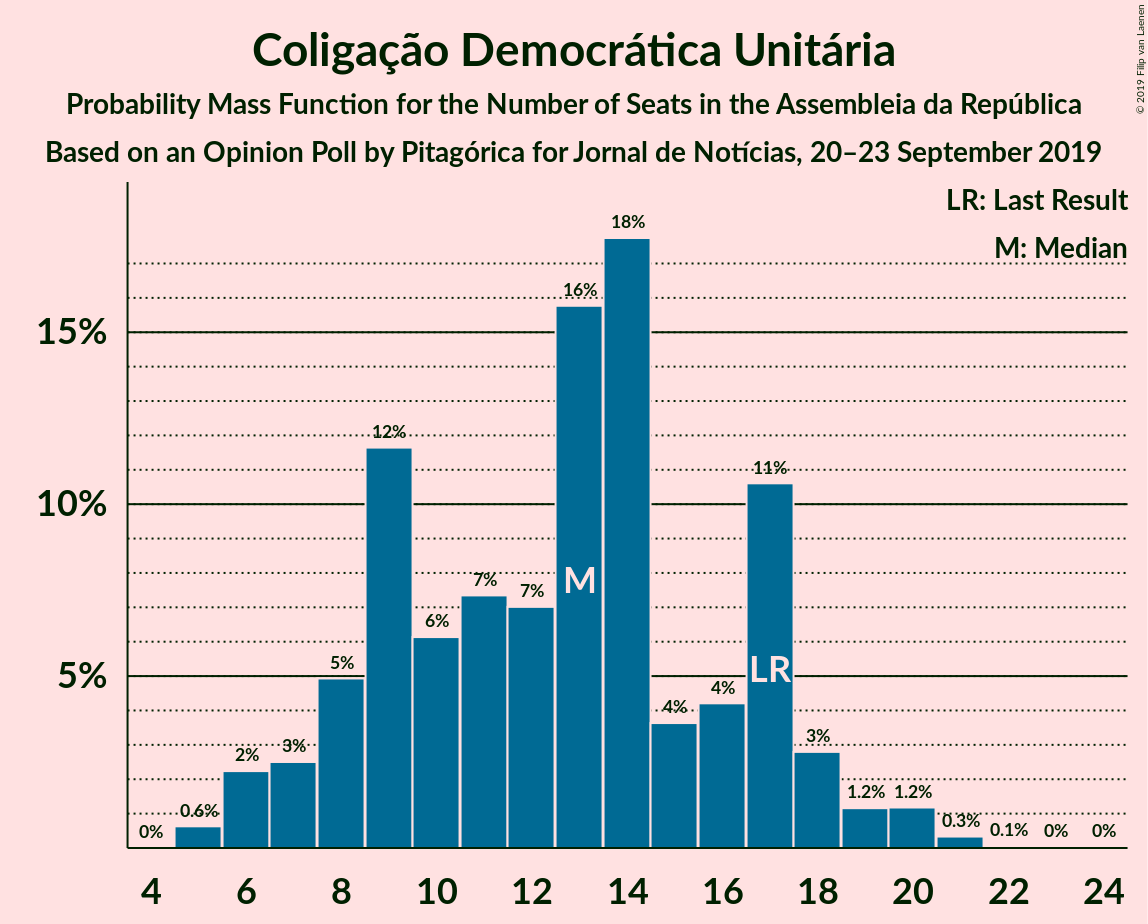 Coligação Democrática Unitária
Probability Mass Function for the Number of Seats in the Assembleia da República
Based on an Opinion Poll by Pitagórica for Jornal de Notícias, 20–23 September 2019
© 2019 Filip van Laenen
LR: Last Result
M: Median
15%
10%
5%
0%
0.6%
2%
3%
5%
12%
6%
7%
7%
16%
18%
4%
4%
11%
3%
1.2%
1.2%
0.3%
0.1%
0%
0%
M
LR
4 6 8 10 12 14 16 18 20 22 24